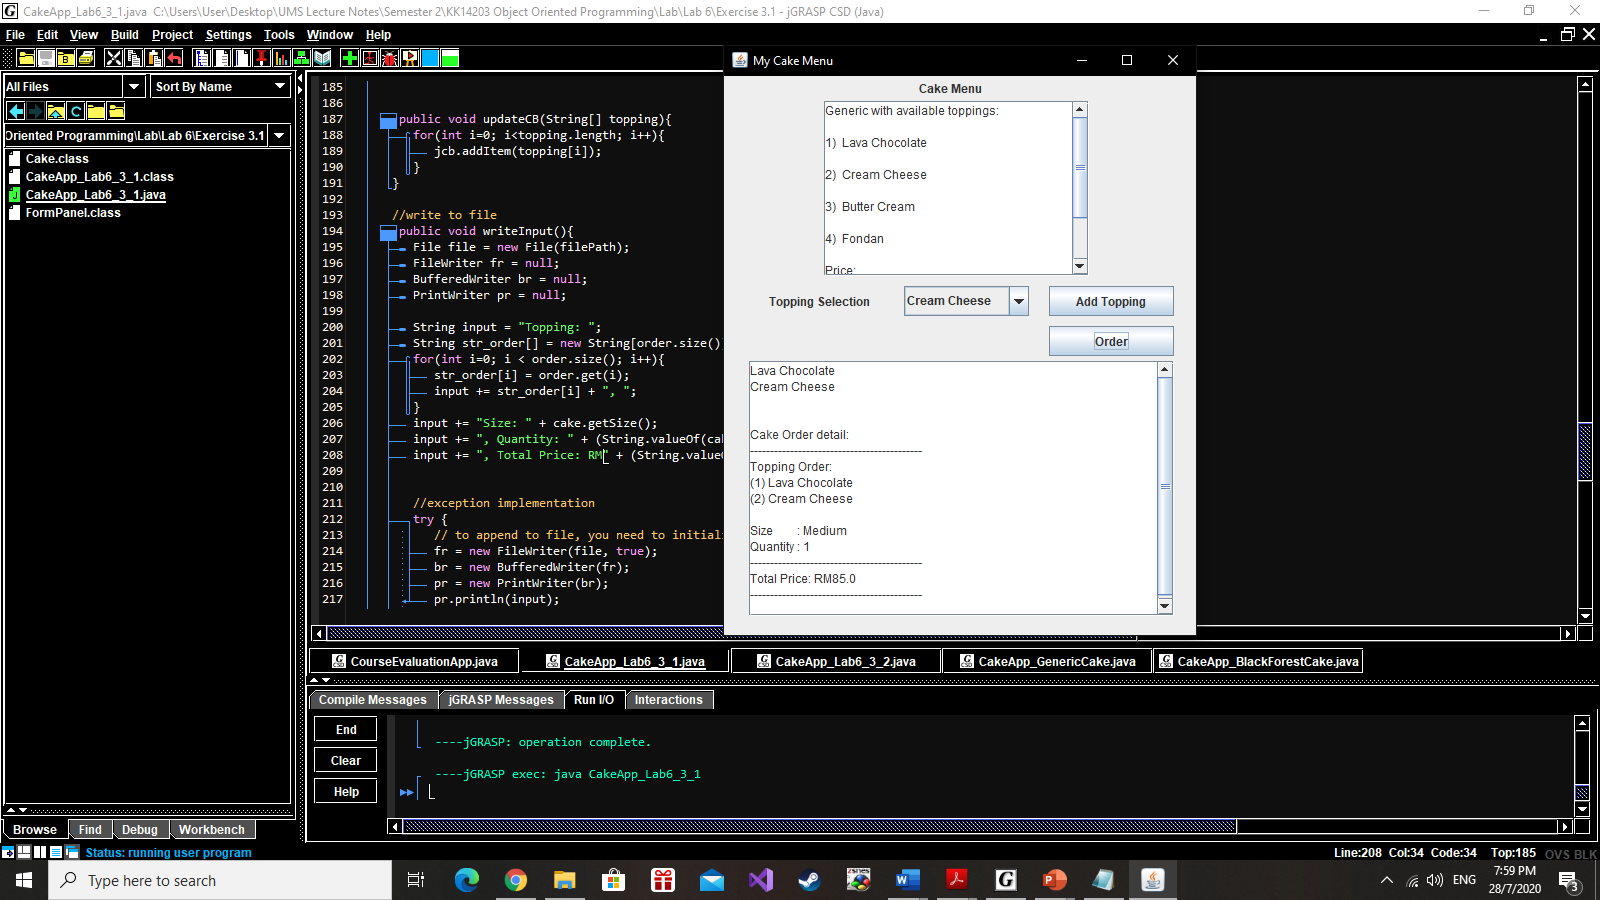 CakeApp_Lab6_3_1.java  C:\Users\User\Desktop\UMS Lecture Notes\Semester 2\KK14203 Object Oriented Programming\Lab\Lab 6\Exercise 3.1 - jGRASP CSD (Java)
File Edit View Build Project Settings Tools Window Help
All Files
Sort By Name
Oriented Programming\Lab\Lab 6\Exercise 3.1
Cake.class
CakeApp_Lab6_3_1.class
CakeApp_Lab6_3_1.java
FormPanel.class
Browse Find Debug Workbench
185
186
187 public void updateCB(String[] topping){
188 for(int i=0; i<topping.length; i++){
189 jcb.addItem(topping[i]);
190 }
191 }
192
193 //write to file
194 public void writeInput(){
195 File file = new File(filePath);
196 FileWriter fr = null;
197 BufferedWriter br = null;
198 PrintWriter pr = null;
199
200 String input = "Topping: ";
201 String str_order[] = new String[order.size()
202 for(int i=0; i < order.size(); i++){
203 str_order[i] = order.get(i);
204 input += str_order[i] + ", ";
205 }
206 input += "Size: " + cake.getSize();
207 input += ", Quantity: " + (String.valueOf(cak
208 input += ", Total Price: RM" + (String.value
209
210
211 //exception implementation
212 try {
213 // to append to file, you need to initial
214 fr = new FileWriter(file, true);
215 br = new BufferedWriter(fr);
216 pr = new PrintWriter(br);
217 pr.println(input);
My Cake Menu
Cake Menu
Generic with available toppings:
1) Lava Chocolate
2) Cream Cheese
3) Butter Cream
4) Fondan
Price:
Topping Selection Cream Cheese Add Topping
Order
Lava Chocolate
Cream Cheese
Cake Order detail:
-------------------------------------------
Topping Order:
(1) Lava Chocolate
(2) Cream Cheese
Size : Medium
Quantity : 1
-------------------------------------------
Total Price: RM85.0
-------------------------------------------
CourseEvaluationApp.java CakeApp_Lab6_3_1.java CakeApp_Lab6_3_2.java CakeApp_GenericCake.java CakeApp_BlackForestCake.java
Compile Messages jGRASP Messages Run I/O Interactions
End
Clear
Help
----jGRASP: operation complete.
----jGRASP exec: java CakeApp_Lab6_3_1
Status: running user program
Line:208 Col:34 Code:34 Top:185 OVS BLK
Type here to search
ENG
7:59 PM
28/7/2020
3